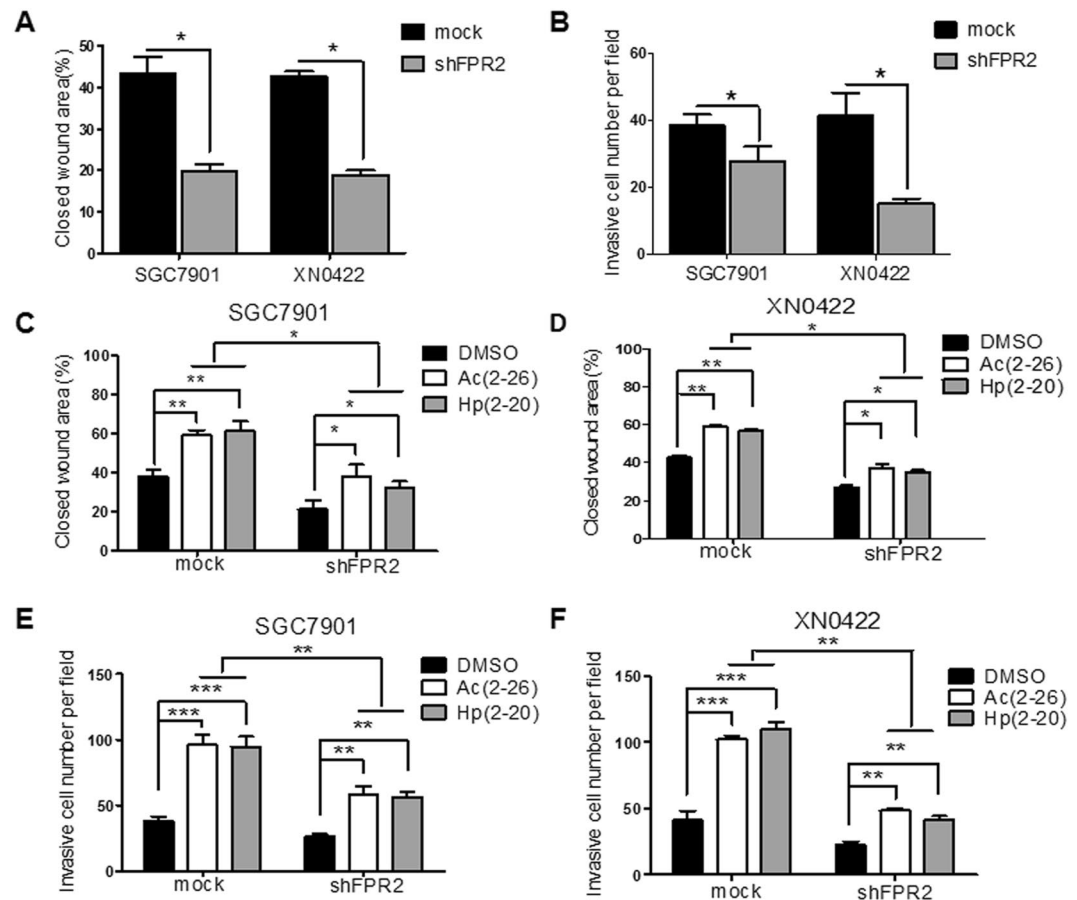 A
mock
shFPR2
Closed wound area(%)
50
40
30
20
10
0
*
*
SGC7901
XN0422
B
mock
shFPR2
Invasive cell number per field
60
40
20
0
*
*
SGC7901
XN0422
C
SGC7901
DMSO
Ac(2-26)
Hp(2-20)
Closed wound area (%)
100
80
60
40
20
0
*
**
**
*
*
mock
shFPR2
D
XN0422
DMSO
Ac(2-26)
Hp(2-20)
Closed wound area (%)
100
80
60
40
20
0
*
**
**
*
*
mock
shFPR2
E
SGC7901
DMSO
Ac(2-26)
Hp(2-20)
Invasive cell number per field
150
100
50
0
**
***
***
**
**
mock
shFPR2
F
XN0422
DMSO
Ac(2-26)
Hp(2-20)
Invasive cell number per field
150
100
50
0
**
***
***
**
**
mock
shFPR2